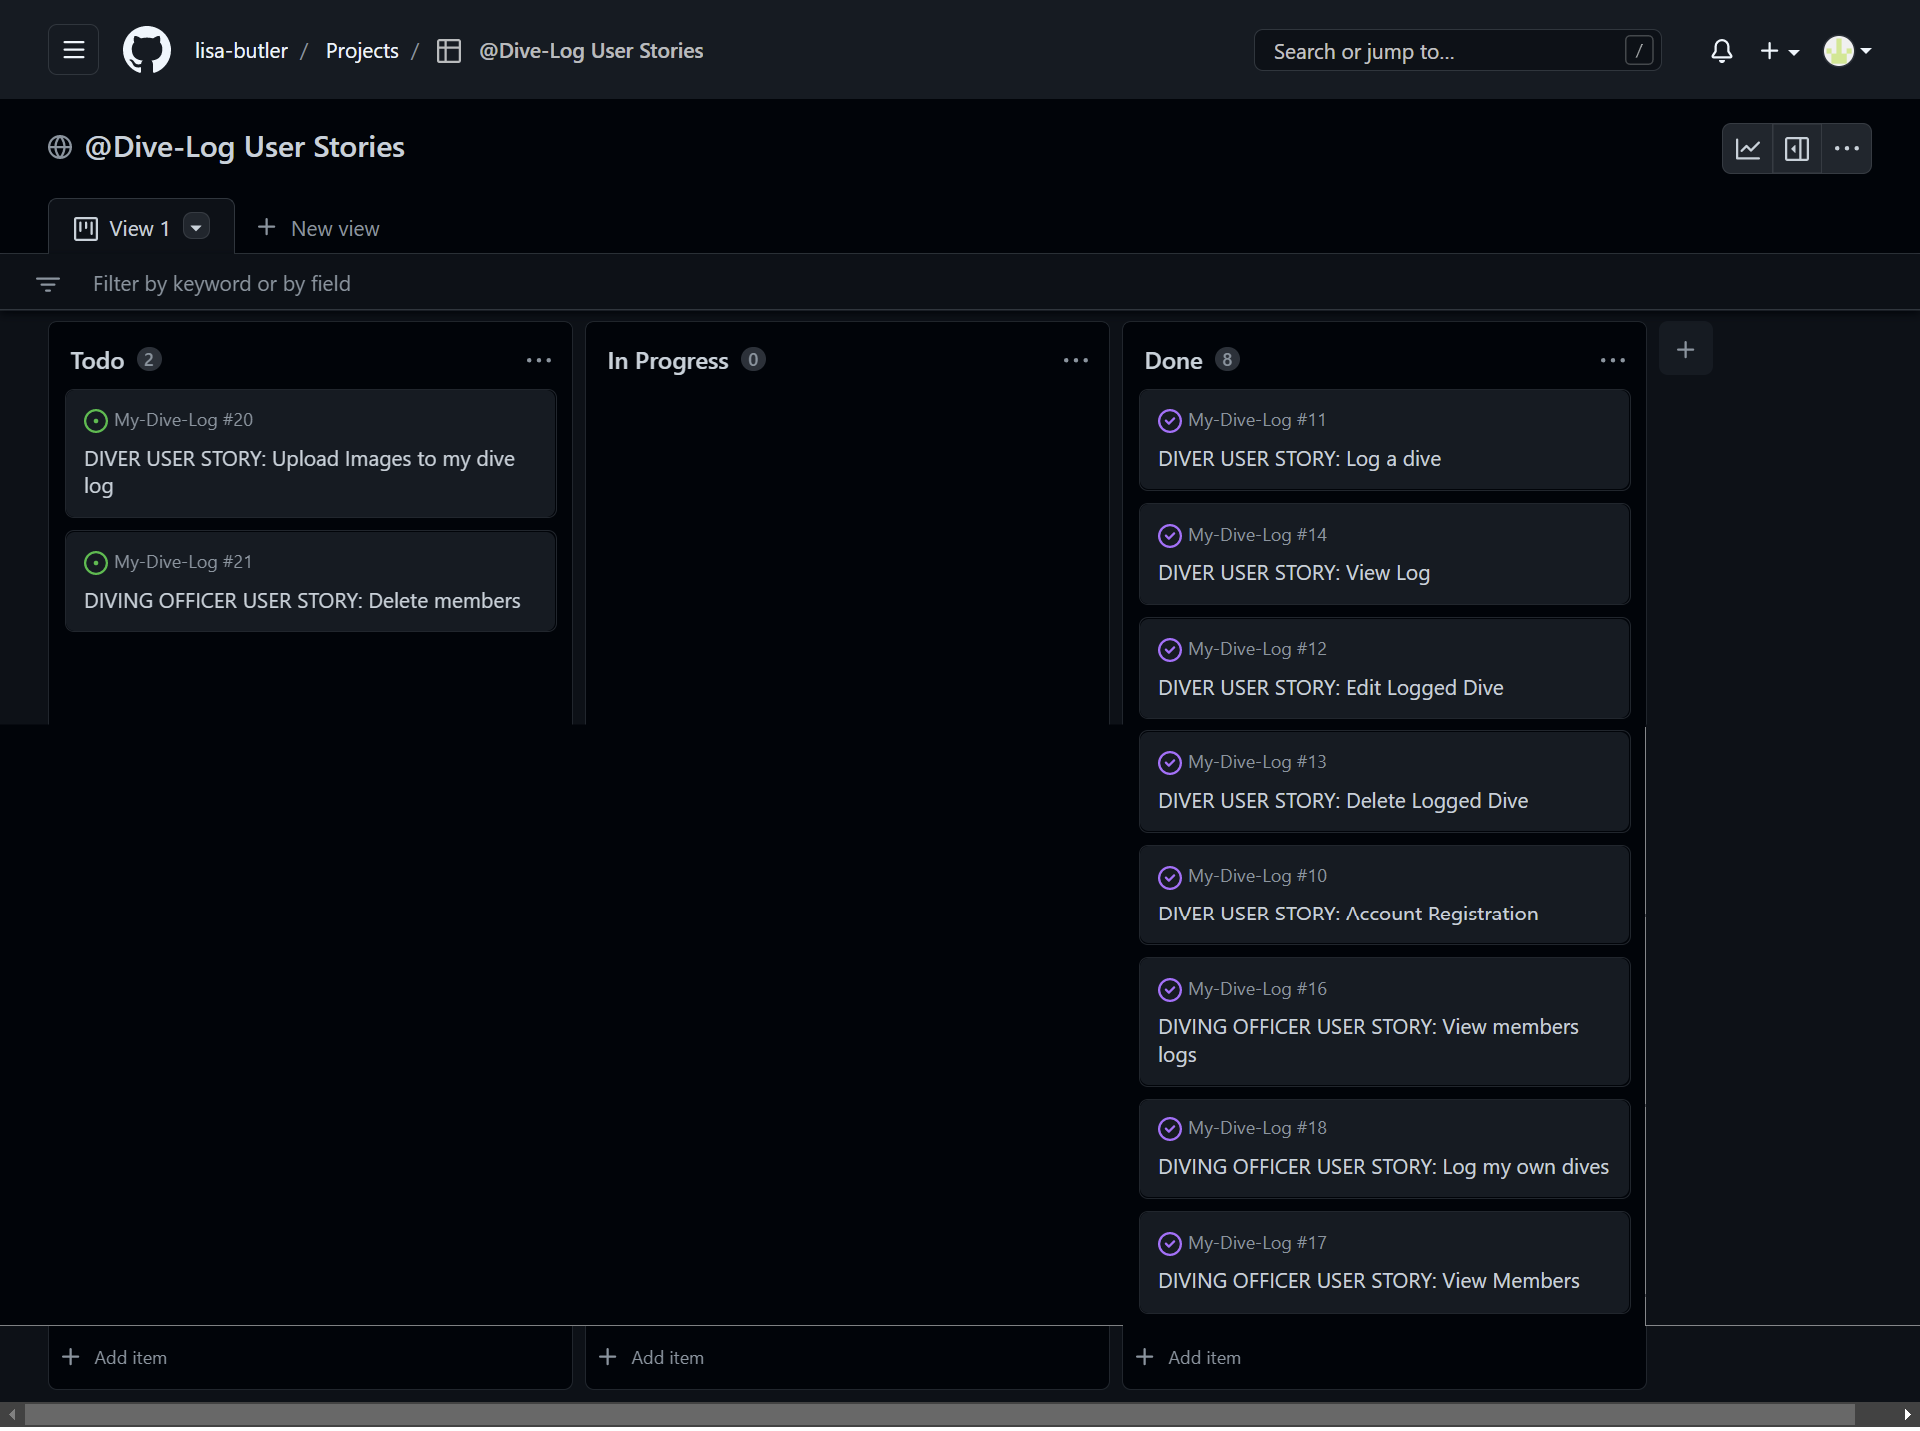 lisa-butler / Projects / @Dive-Log User Stories
Search or jump to... /
@Dive-Log User Stories
View 1
New view
Filter by keyword or by field
Todo 2
My-Dive-Log #20
DIVER USER STORY: Upload Images to my dive
log
My-Dive-Log #21
DIVING OFFICER USER STORY: Delete members
Add item
In Progress 0
Add item
Done 8
My-Dive-Log #11
DIVER USER STORY: Log a dive
My-Dive-Log #14
DIVER USER STORY: View Log
My-Dive-Log #12
DIVER USER STORY: Edit Logged Dive
My-Dive-Log #13
DIVER USER STORY: Delete Logged Dive
My-Dive-Log #10
DIVER USER STORY: Account Registration
My-Dive-Log #16
DIVING OFFICER USER STORY: View members
logs
My-Dive-Log #18
DIVING OFFICER USER STORY: Log my own dives
My-Dive-Log #17
DIVING OFFICER USER STORY: View Members
Add item